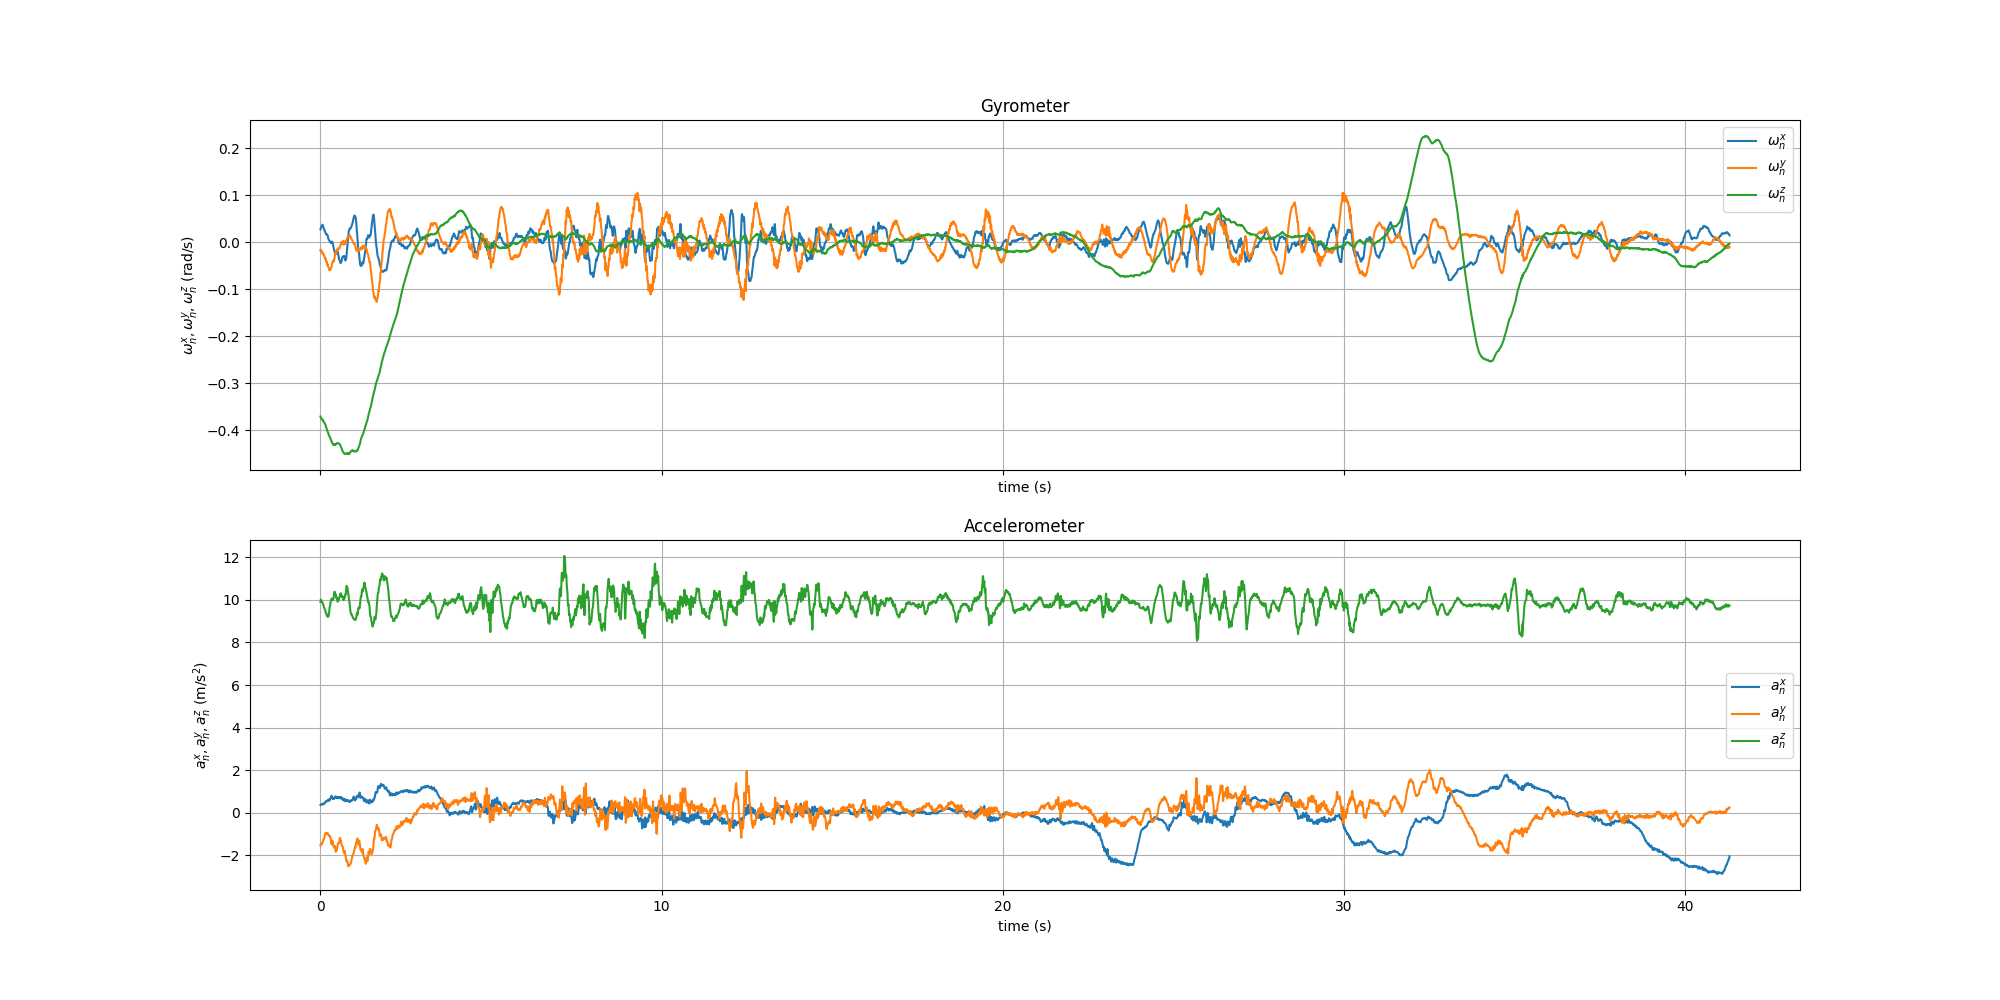 Gyrometer
ω_n^x, ω_n^y, ω_n^z (rad/s)
0.2
0.1
0.0
−0.1
−0.2
−0.3
−0.4
ω_n^x
ω_n^y
ω_n^z
time (s)
Accelerometer
a_n^x, a_n^y, a_n^z (m/s²)
12
10
8
6
4
2
0
−2
a_n^x
a_n^y
a_n^z
0 10 20 30 40
time (s)